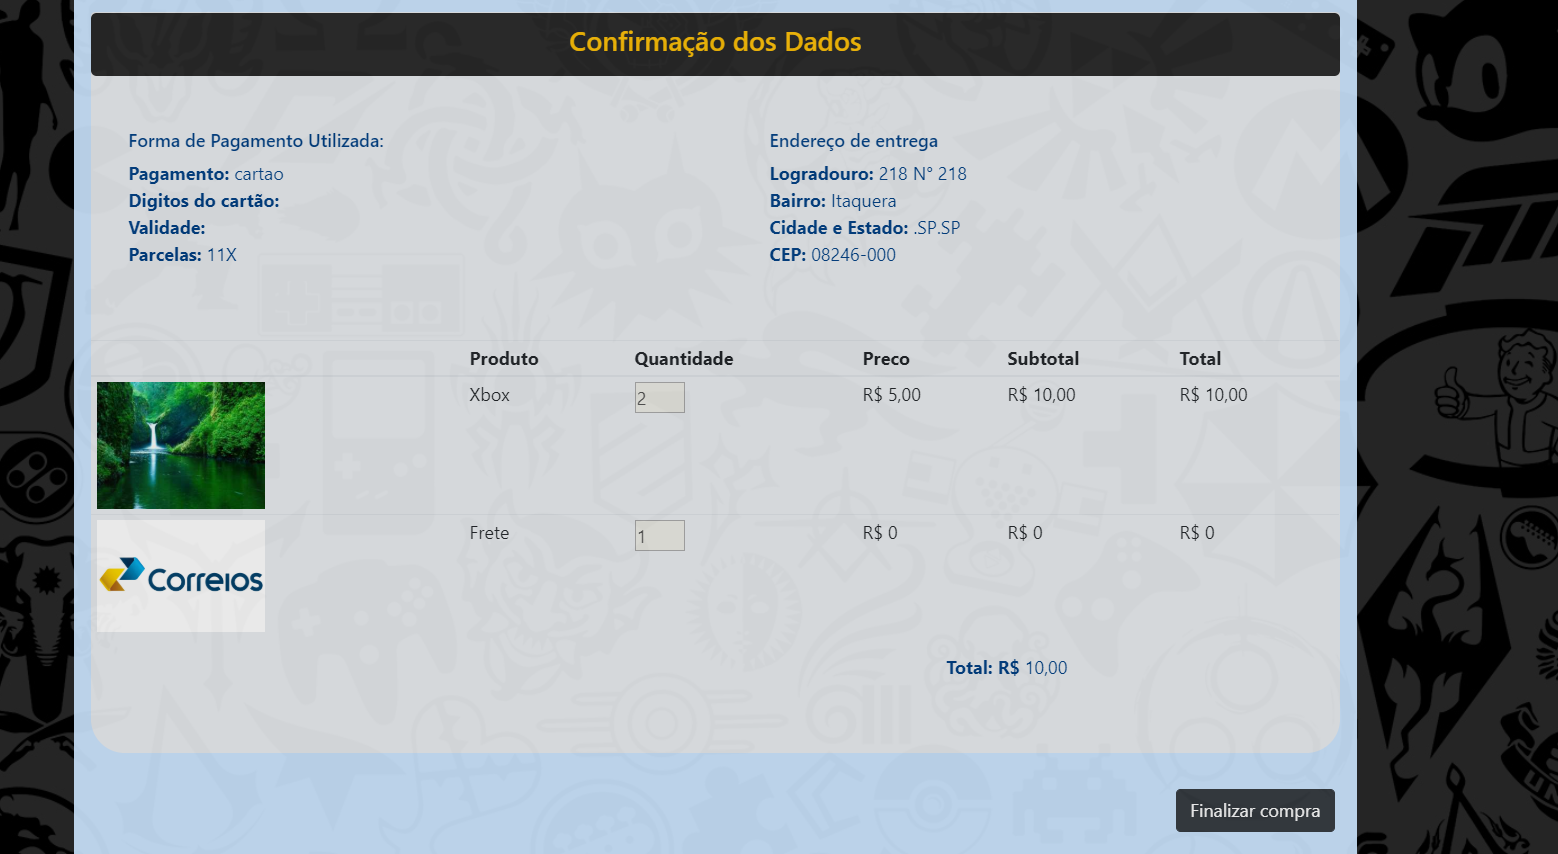 Confirmação dos Dados
Forma de Pagamento Utilizada:
Pagamento: cartao
Digitos do cartão:
Validade:
Parcelas: 11X
Endereço de entrega
Logradouro: 218 N° 218
Bairro: Itaquera
Cidade e Estado: .SP.SP
CEP: 08246-000
Produto Quantidade Preco Subtotal Total
Xbox 2 R$ 5,00 R$ 10,00 R$ 10,00
Correios
Frete 1 R$ 0 R$ 0 R$ 0
Total: R$ 10,00
Finalizar compra